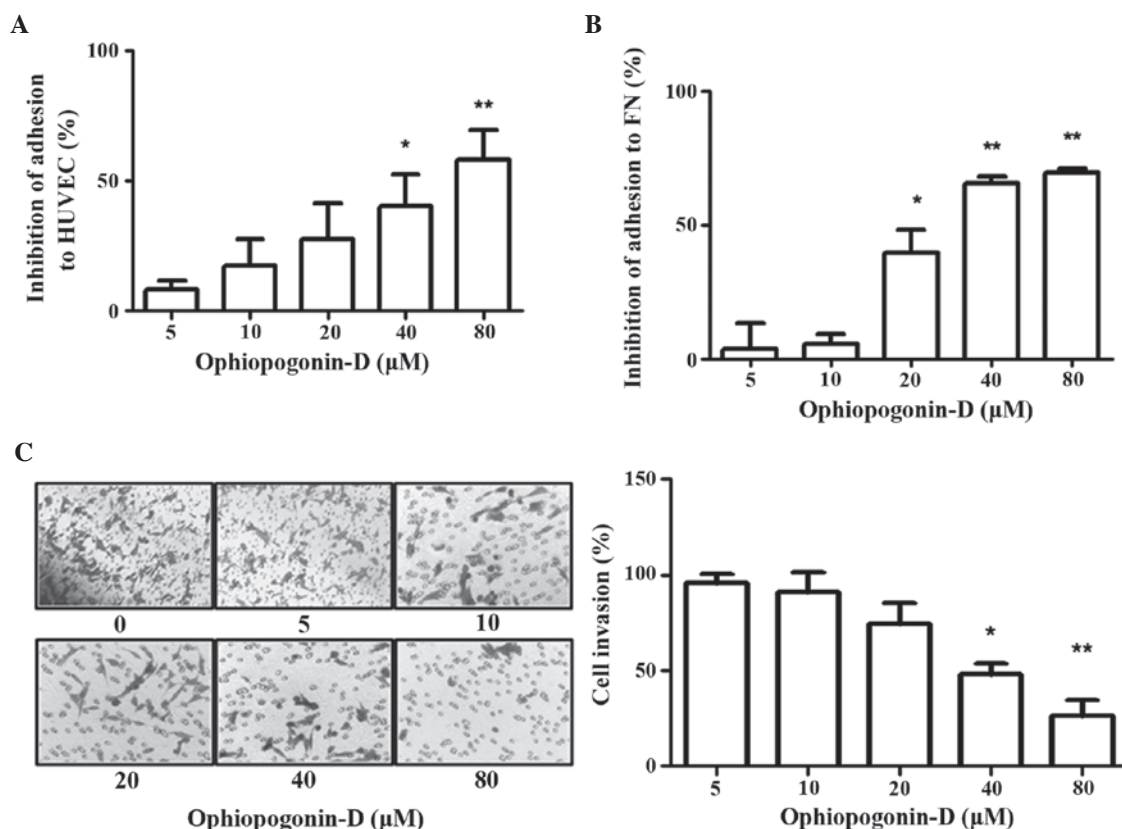 A
100
50
0
Inhibition of adhesion
to HUVEC (%)
*
**
5 10 20 40 80
Ophiopogonin-D (μM)
B
100
50
0
Inhibition of adhesion to FN (%)
*
**
**
5 10 20 40 80
Ophiopogonin-D (μM)
C
0 5 10
20 40 80
Ophiopogonin-D (μM)
150
100
50
0
Cell invasion (%)
*
**
5 10 20 40 80
Ophiopogonin-D (μM)